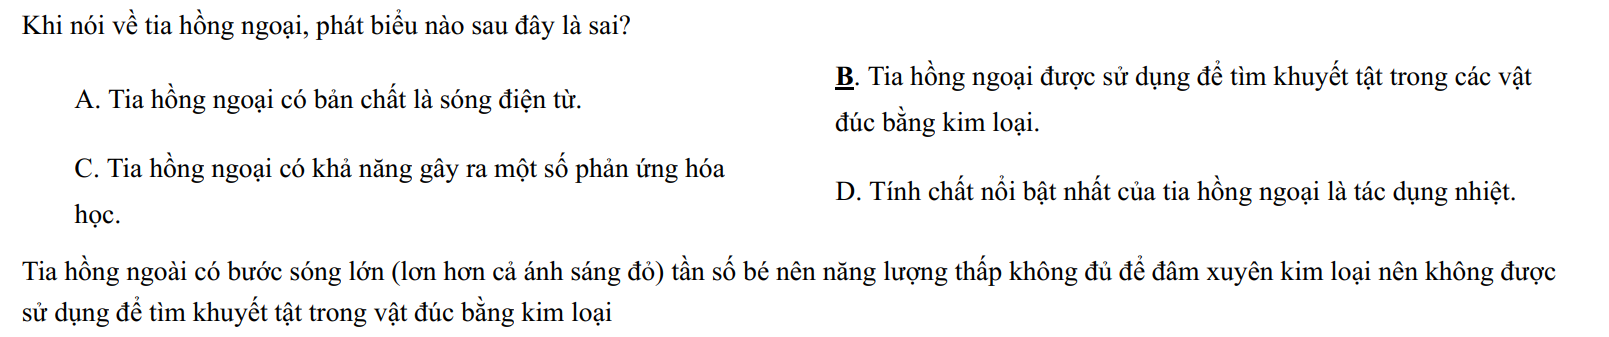 Khi nói về tia hồng ngoại, phát biểu nào sau đây là sai?
A. Tia hồng ngoại có bản chất là sóng điện từ.
B. Tia hồng ngoại được sử dụng để tìm khuyết tật trong các vật
đúc bằng kim loại.
C. Tia hồng ngoại có khả năng gây ra một số phản ứng hóa
học.
D. Tính chất nổi bật nhất của tia hồng ngoại là tác dụng nhiệt.
Tia hồng ngoài có bước sóng lớn (lơn hơn cả ánh sáng đỏ) tần số bé nên năng lượng thấp không đủ để đâm xuyên kim loại nên không được
sử dụng để tìm khuyết tật trong vật đúc bằng kim loại